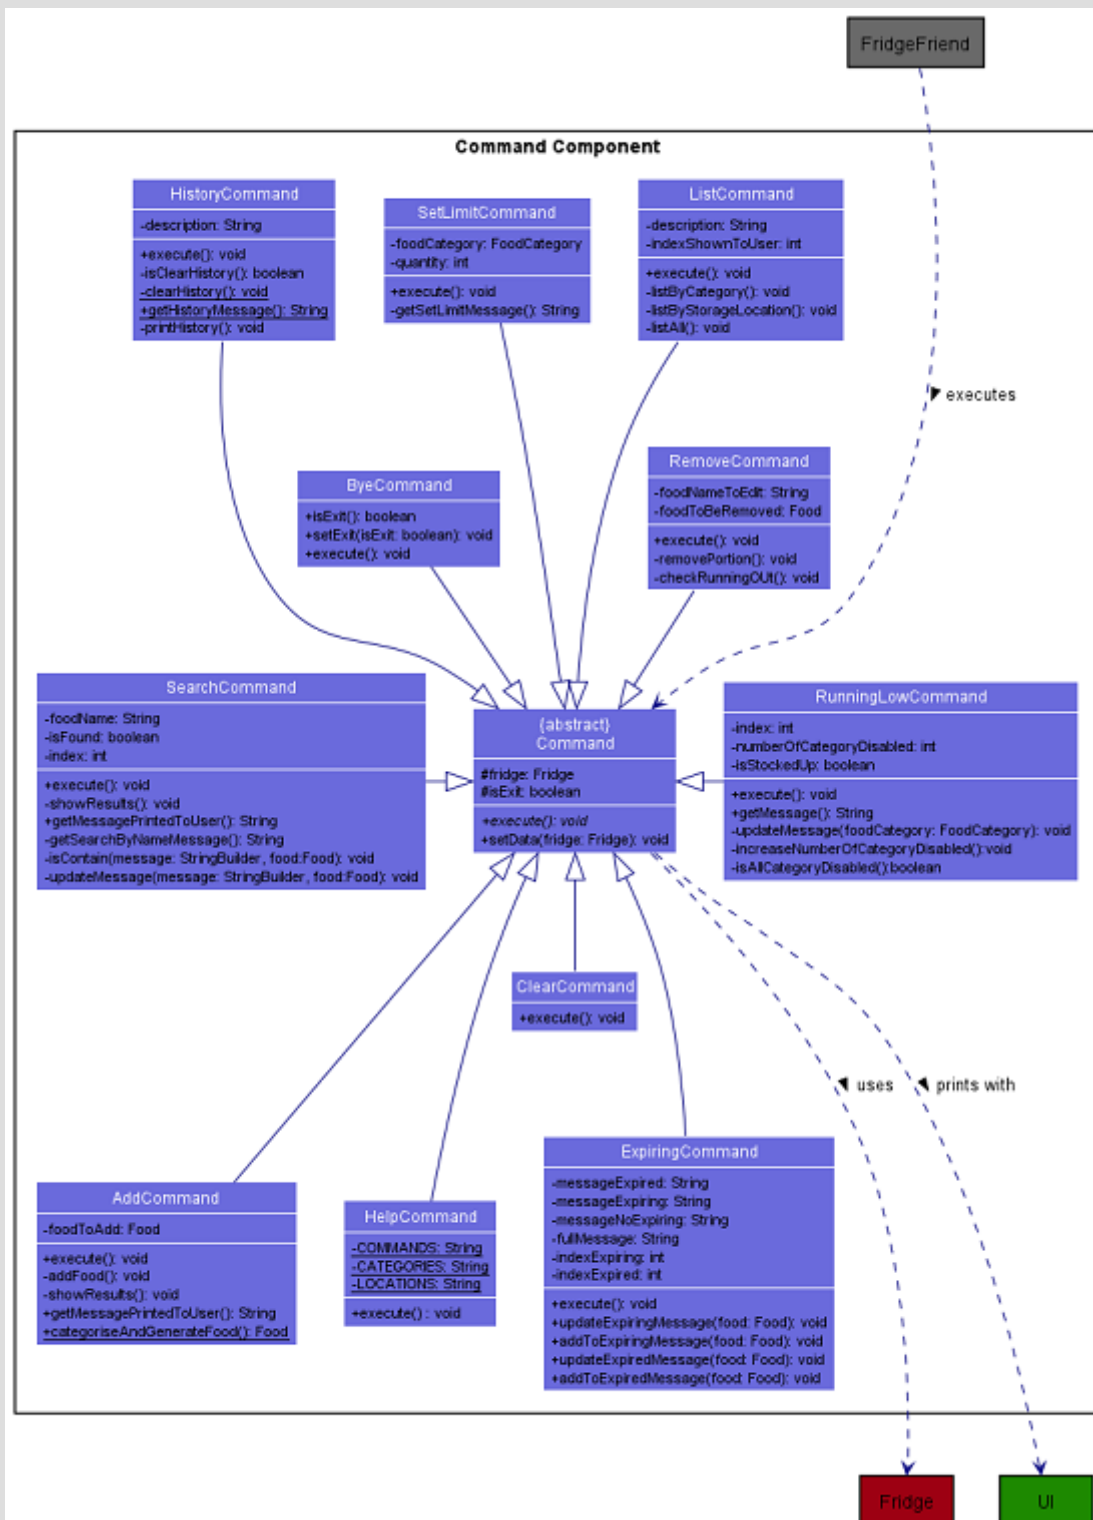 FridgeFriend
Command Component
HistoryCommand
-description: String
+execute(): void
-isClearHistory(): boolean
-clearHistory(): void
+getHistoryMessage(): String
-printHistory(): void
SetLimitCommand
-foodCategory: FoodCategory
-quantity: int
+execute(): void
-getSetLimitMessage(): String
ListCommand
-description: String
-indexShownToUser: int
+execute(): void
-listByCategory(): void
-listByStorageLocation(): void
-listAll(): void
executes
ByeCommand
+isExit(): boolean
+setExit(isExit: boolean): void
+execute(): void
RemoveCommand
-foodNameToEdit: String
-foodToBeRemoved: Food
+execute(): void
-removePortion(): void
-checkRunningOUt(): void
SearchCommand
-foodName: String
-isFound: boolean
-index: int
+execute(): void
-showResults(): void
+getMessagePrintedToUser(): String
-getSearchByNameMessage(): String
-isContain(message: StringBuilder, food:Food): void
-updateMessage(message: StringBuilder, food:Food): void
{abstract}
Command
#fridge: Fridge
#isExit: boolean
+execute(): void
+setData(fridge: Fridge): void
RunningLowCommand
-index: int
-numberOfCategoryDisabled: int
-isStockedUp: boolean
+execute(): void
+getMessage(): String
-updateMessage(foodCategory: FoodCategory): void
-increaseNumberOfCategoryDisabled():void
-isAllCategoryDisabled():boolean
ClearCommand
+execute(): void
uses
prints with
AddCommand
-foodToAdd: Food
+execute(): void
-addFood(): void
-showResults(): void
+getMessagePrintedToUser(): String
+categoriseAndGenerateFood(): Food
HelpCommand
-COMMANDS: String
-CATEGORIES: String
-LOCATIONS: String
+execute() : void
ExpiringCommand
-messageExpired: String
-messageExpiring: String
-messageNoExpiring: String
-fullMessage: String
-indexExpiring: int
-indexExpired: int
+execute(): void
+updateExpiringMessage(food: Food): void
+addToExpiringMessage(food: Food): void
+updateExpiredMessage(food: Food): void
+addToExpiredMessage(food: Food): void
Fridge
UI